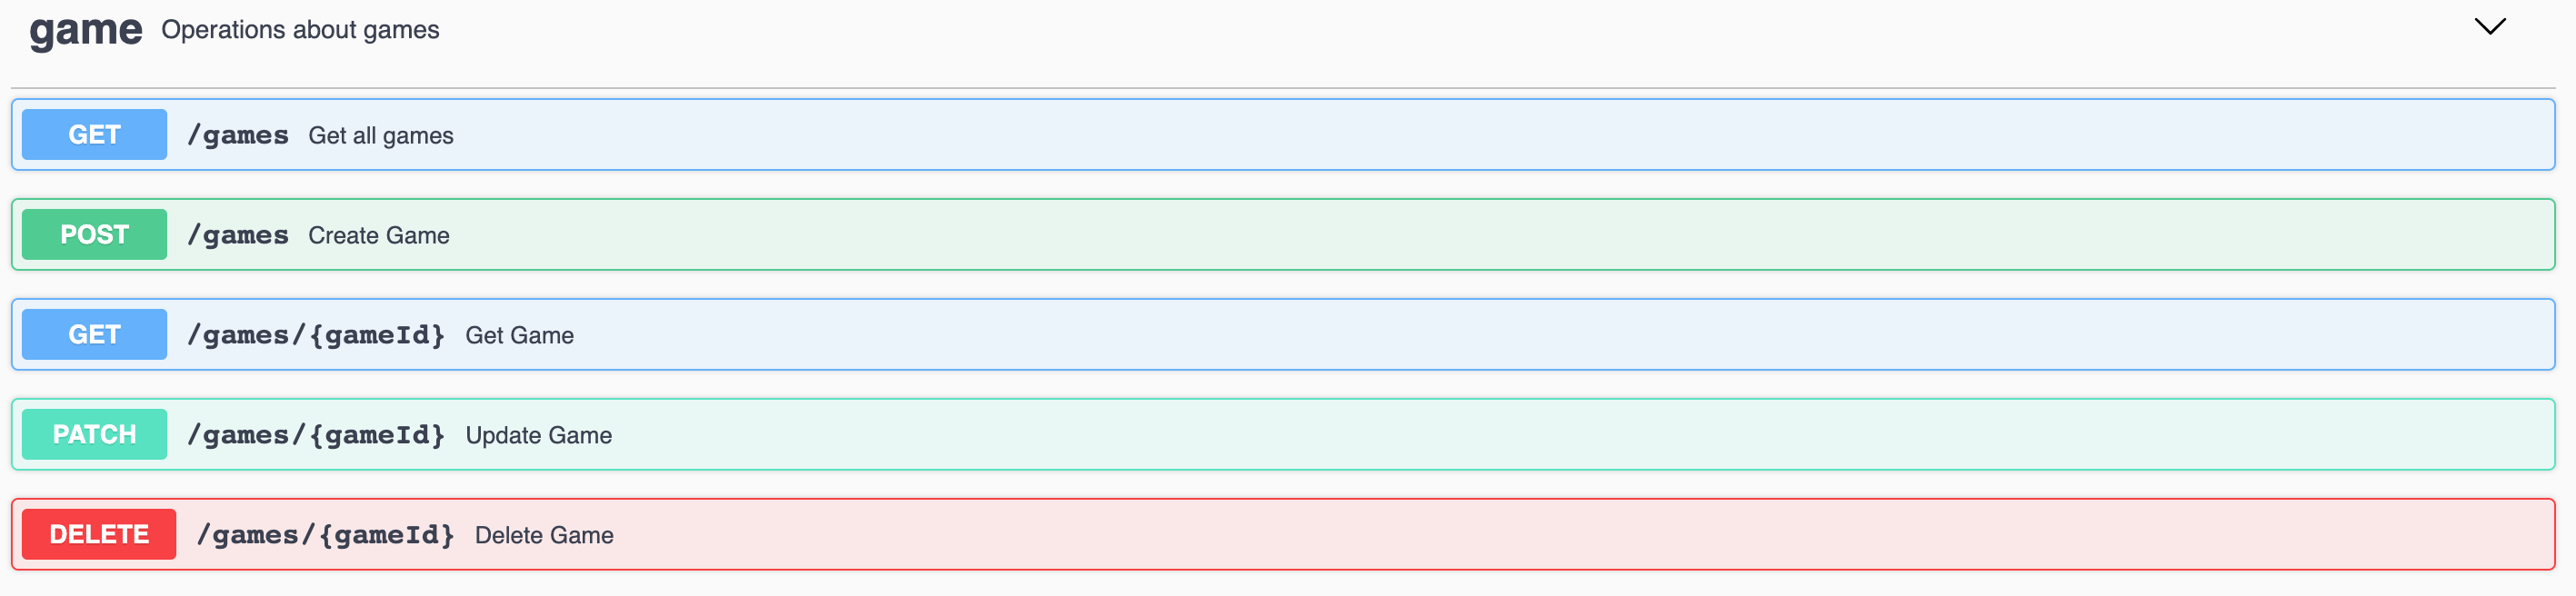 game Operations about games
GET /games Get all games
POST /games Create Game
GET /games/{gameId} Get Game
PATCH /games/{gameId} Update Game
DELETE /games/{gameId} Delete Game